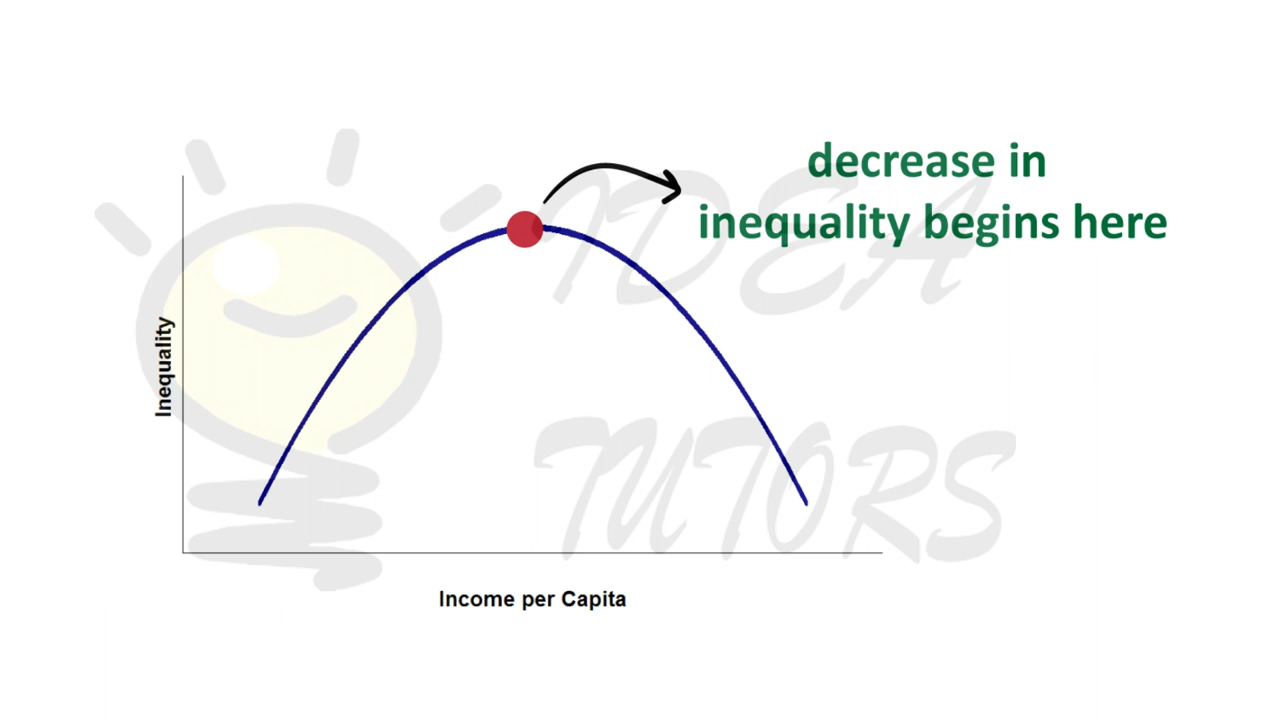 decrease in
inequality begins here
IDEA
TUTORS
Inequality
Income per Capita